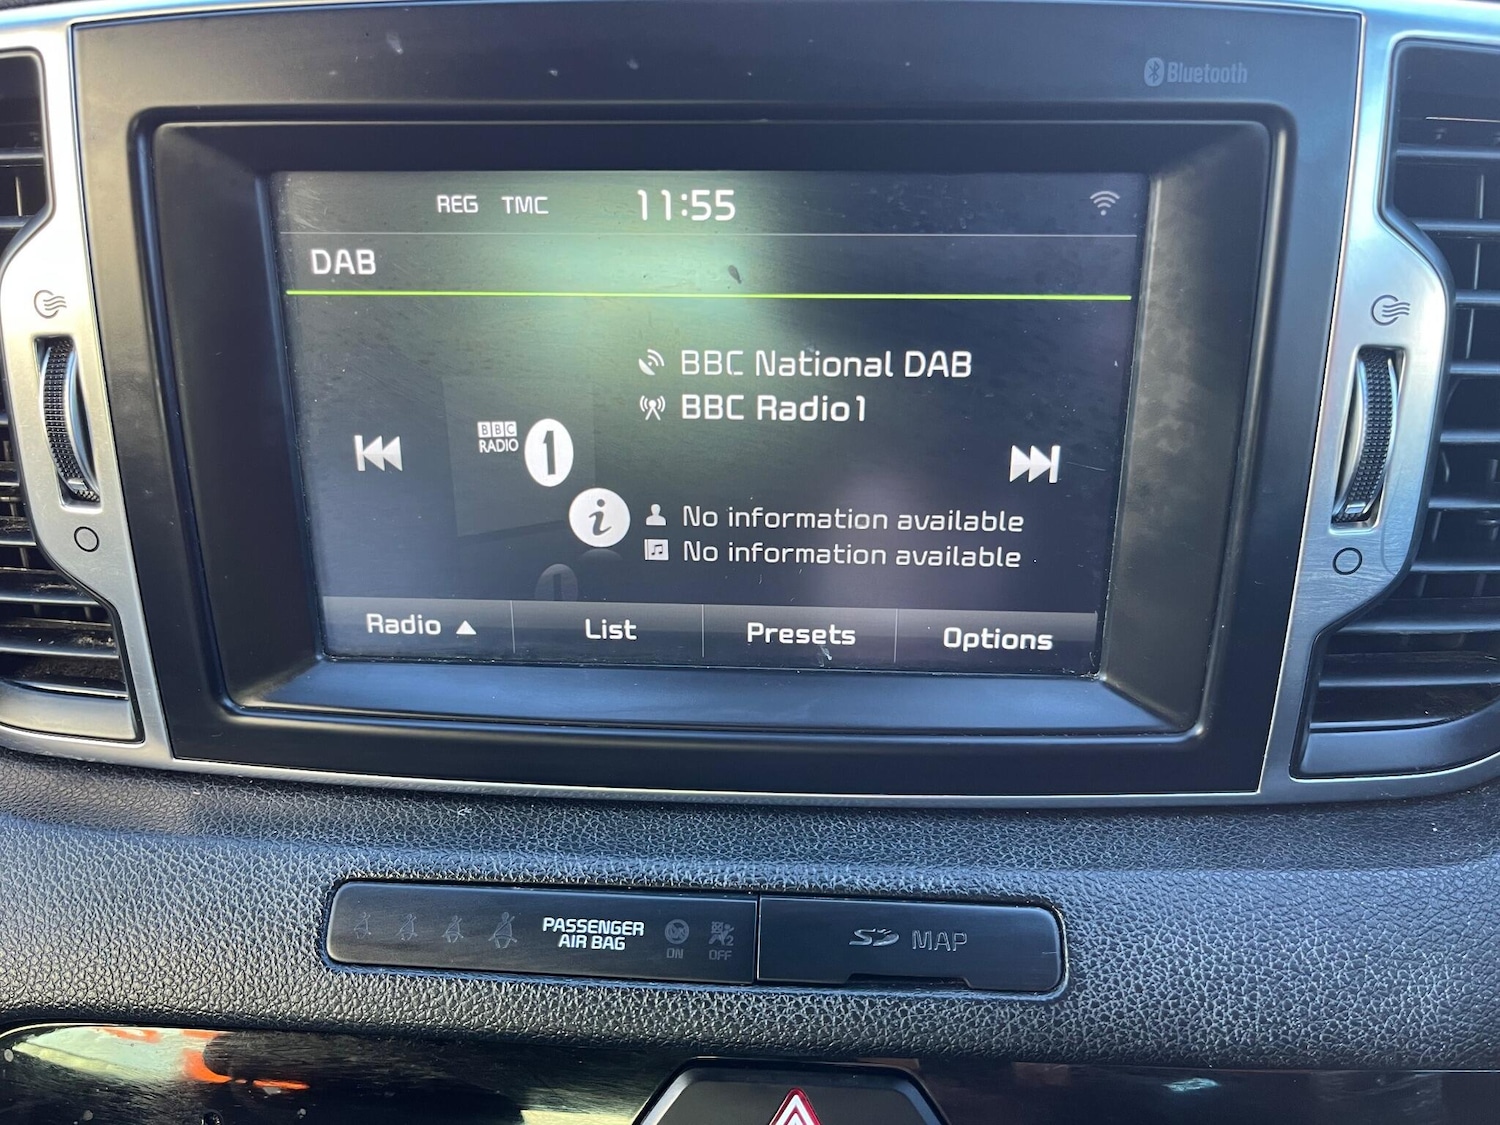 Bluetooth
REG TMC 11:55
DAB
BBC National DAB
BBC Radio1
BBC
RADIO 1
i
No information available
No information available
Radio List Presets Options
PASSENGER
AIR BAG
ON OFF
SD MAP